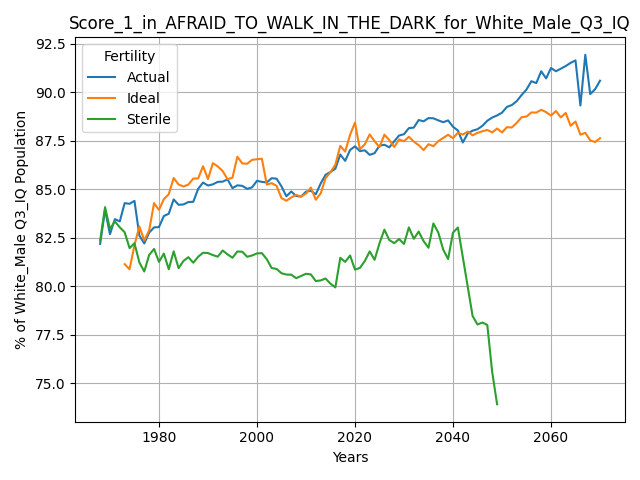 Score_1_in_AFRAID_TO_WALK_IN_THE_DARK_for_White_Male_Q3_IQ
Fertility
Actual
Ideal
Sterile
92.5
90.0
87.5
85.0
82.5
80.0
77.5
75.0
% of White_Male Q3_IQ Population
1980
2000
2020
2040
2060
Years